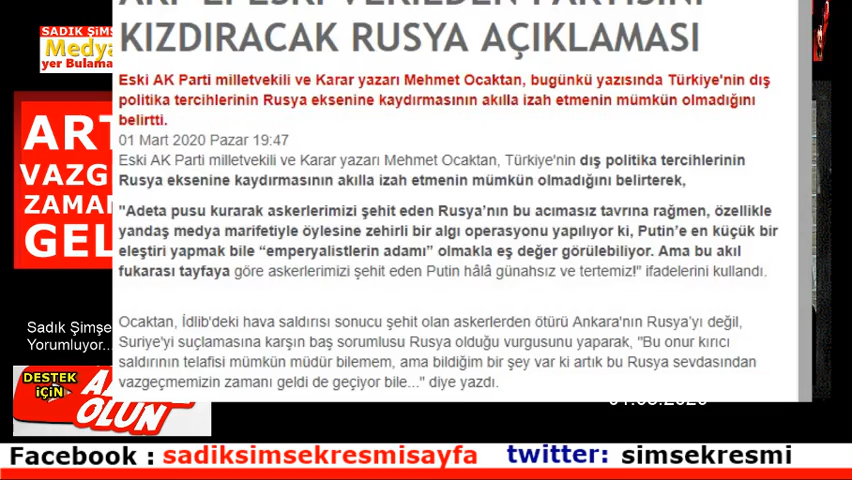 KIZDIRACAK RUSYA AÇIKLAMASI
Eski AK Parti milletvekili ve Karar yazarı Mehmet Ocaktan, bugünkü yazısında Türkiye'nin dış
politika tercihlerinin Rusya eksenine kaydırmasının akılla izah etmenin mümkün olmadığını
belirtti.
01 Mart 2020 Pazar 19:47
Eski AK Parti milletvekili ve Karar yazarı Mehmet Ocaktan, Türkiye'nin dış politika tercihlerinin
Rusya eksenine kaydırmasının akılla izah etmenin mümkün olmadığını belirterek,
"Adeta pusu kurarak askerlerimizi şehit eden Rusya'nın bu acımasız tavrına rağmen, özellikle
yandaş medya marifetiyle öylesine zehirli bir algı operasyonu yapılıyor ki, Putin'e en küçük bir
eleştiri yapmak bile “emperyalistlerin adamı” olmakla eş değer görülebiliyor. Ama bu akıl
fukarası tayfaya göre askerlerimizi şehit eden Putin hâlâ günahsız ve tertemiz!" ifadelerini kullandı.
Ocaktan, İdlib'deki hava saldırısı sonucu şehit olan askerlerden ötürü Ankara'nın Rusya'yı değil,
Suriye'yi suçlamasına karşın baş sorumlusu Rusya olduğu vurgusunu yaparak, "Bu onur kırıcı
saldırının telafisi mümkün müdür bilemem, ama bildiğim bir şey var ki artık bu Rusya sevdasından
vazgeçmemizin zamanı geldi de geçiyor bile..." diye yazdı.
SADIK ŞİMŞ
Medya
yer Bulama
ART
VAZG
ZAMAN
GEL
Sadık Şimşe
Yorumluyor..
DESTEK
İÇİN
OLUN
Facebook : sadiksimsekresmisayfa twitter: simsekresmi